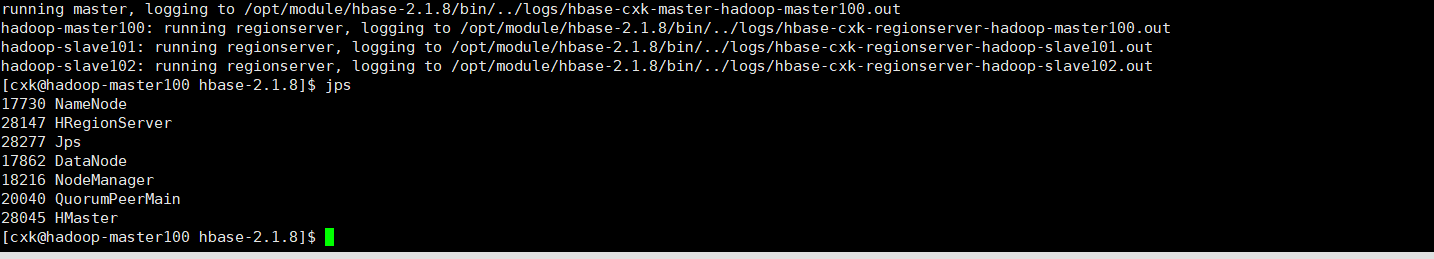 running master, logging to /opt/module/hbase-2.1.8/bin/../logs/hbase-cxk-master-hadoop-master100.out
hadoop-master100: running regionserver, logging to /opt/module/hbase-2.1.8/bin/../logs/hbase-cxk-regionserver-hadoop-master100.out
hadoop-slave101: running regionserver, logging to /opt/module/hbase-2.1.8/bin/../logs/hbase-cxk-regionserver-hadoop-slave101.out
hadoop-slave102: running regionserver, logging to /opt/module/hbase-2.1.8/bin/../logs/hbase-cxk-regionserver-hadoop-slave102.out
[cxk@hadoop-master100 hbase-2.1.8]$ jps
17730 NameNode
28147 HRegionServer
28277 Jps
17862 DataNode
18216 NodeManager
20040 QuorumPeerMain
28045 HMaster
[cxk@hadoop-master100 hbase-2.1.8]$